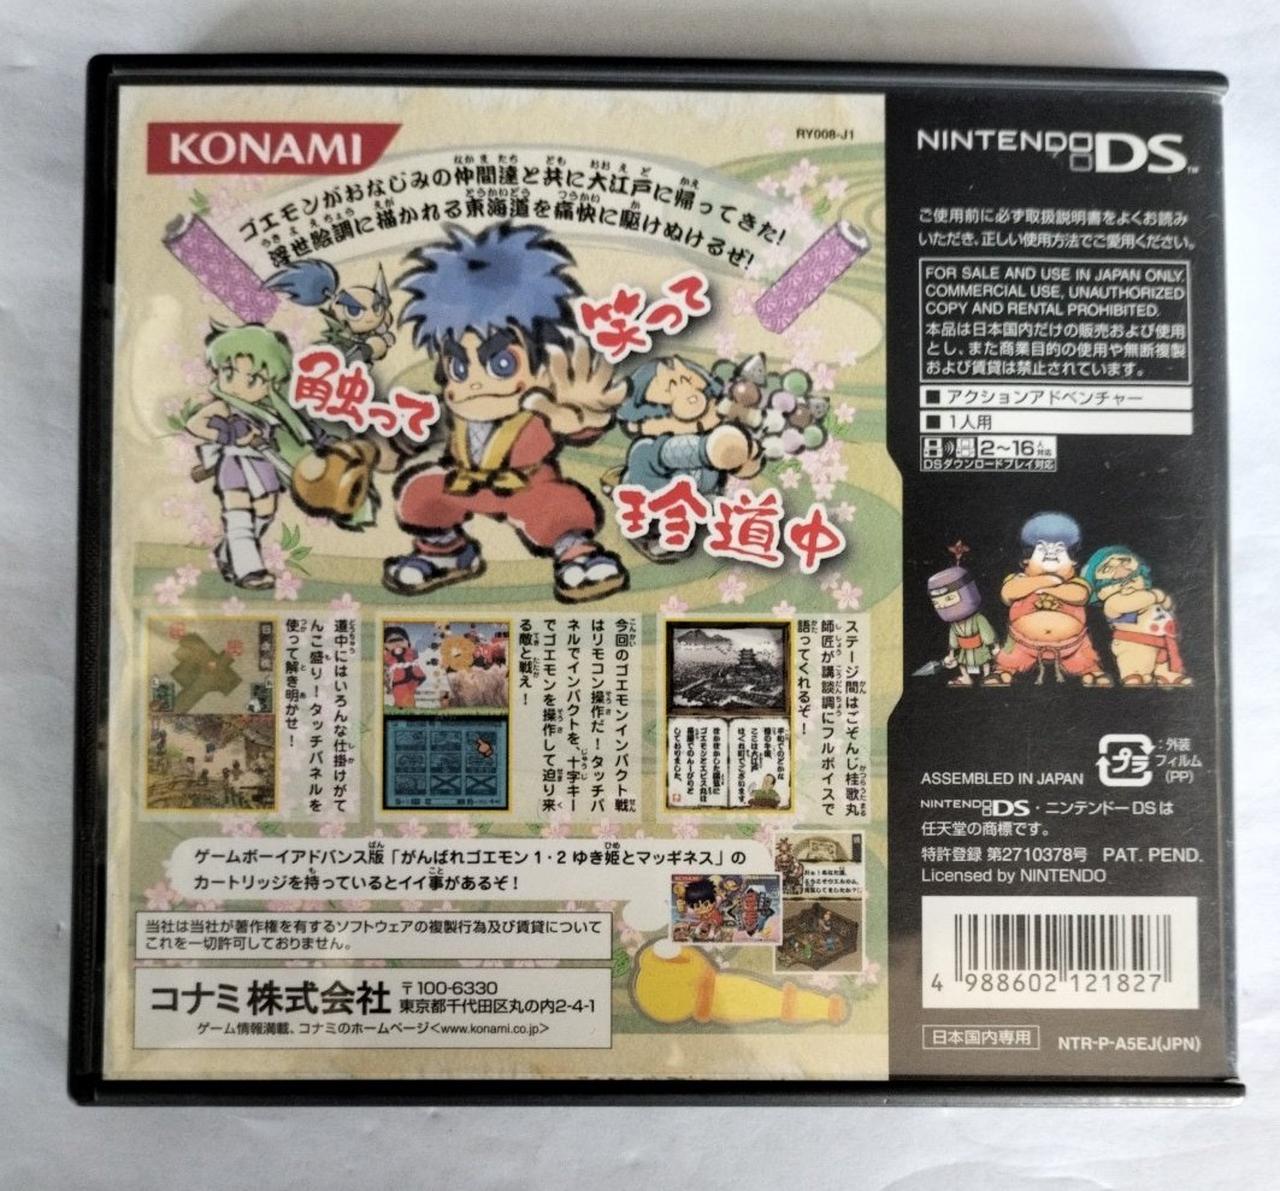 KONAMI
RY008-J1
ゴエモンがおなじみの仲間達と共に大江戸に帰ってきた!
浮世絵調に描かれる東海道を痛快に駆けぬけるぜ!
笑って
触って
珍道中
道中にはいろんな仕掛けがて
んこ盛り!タッチパネルを
使って解き明かせ!
今回のゴエモンインパクト戦
はリモコン操作だ!タッチパ
ネルでインパクトを、十字キー
でゴエモンを操作して迫り来
る敵と戦え!
ステージ間はごぞんじ桂歌丸
師匠が講談調にフルボイスで
語ってくれるぞ!
ゲームボーイアドバンス版「がんばれゴエモン1・2 ゆき姫とマッギネス」の
カートリッジを持っているとイイ事があるぞ!
当社は当社が著作権を有するソフトウェアの複製行為及び賃貸について
これを一切許可しておりません。
コナミ株式会社
〒100-6330
東京都千代田区丸の内2-4-1
ゲーム情報満載、コナミのホームページ<www.konami.co.jp>
NINTENDO DS™
ご使用前に必ず取扱説明書をよくお読み
いただき、正しい使用方法でご愛用ください。
FOR SALE AND USE IN JAPAN ONLY.
COMMERCIAL USE, UNAUTHORIZED
COPY AND RENTAL PROHIBITED.
本品は日本国内だけの販売および使用
とし、また商業目的の使用や無断複製
および賃貸は禁止されています。
■ アクションアドベンチャー
■ 1人用
2~16人対応
DSダウンロードプレイ対応
ASSEMBLED IN JAPAN
プラ
:外装
フィルム
(PP)
NINTENDO DS・ニンテンドーDSは
任天堂の商標です。
特許登録 第2710378号 PAT. PEND.
Licensed by NINTENDO
4 988602 121827
日本国内専用
NTR-P-A5EJ(JPN)